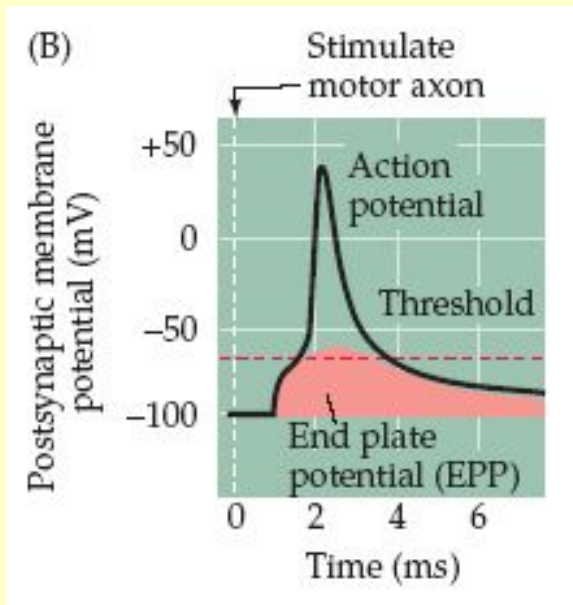 (B)
Stimulate
motor axon
Postsynaptic membrane
potential (mV)
+50
0
−50
−100
Action
potential
Threshold
End plate
potential (EPP)
0 2 4 6
Time (ms)